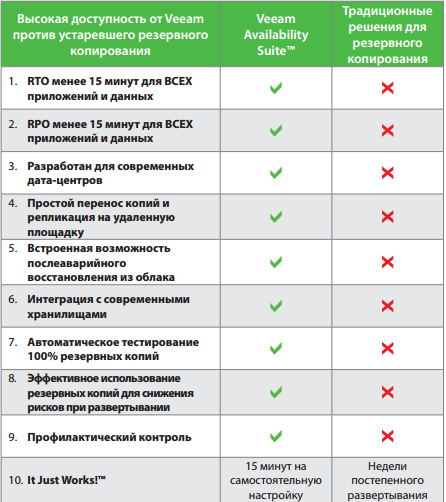 Высокая доступность от Veeam
против устаревшего резервного
копирования
Veeam
Availability
Suite™
Традиционные
решения для
резервного
копирования
1. RTO менее 15 минут для ВСЕХ
приложений и данных
2. RPO менее 15 минут для ВСЕХ
приложений и данных
3. Разработан для современных
дата-центров
4. Простой перенос копий и
репликация на удаленную
площадку
5. Встроенная возможность
послеаварийного
восстановления из облака
6. Интеграция с современными
хранилищами
7. Автоматическое тестирование
100% резервных копий
8. Эффективное использование
резервных копий для снижения
рисков при развертывании
9. Профилактический контроль
10. It Just Works!™
15 минут на
самостоятельную
настройку
Недели
постепенного
развертывания